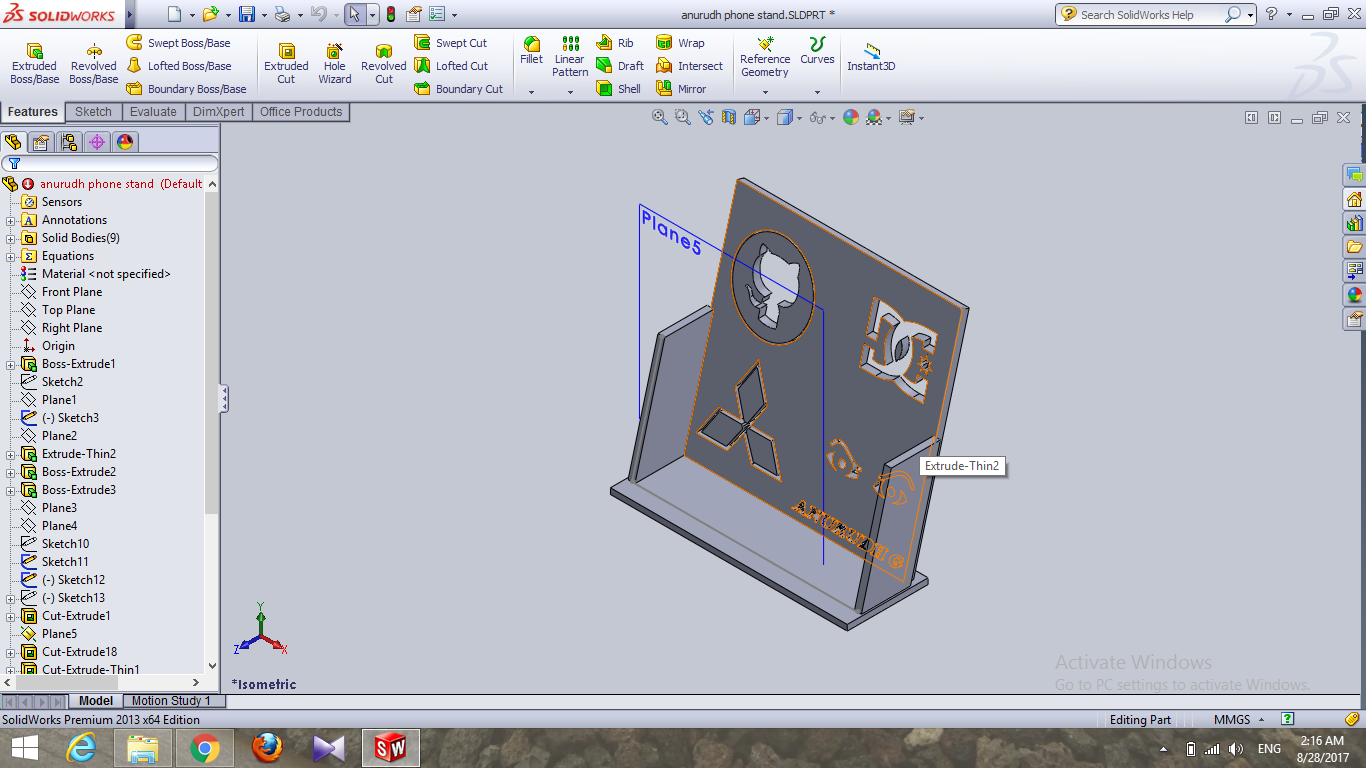 SOLIDWORKS
anurudh phone stand.SLDPRT *
Search SolidWorks Help
Extruded Boss/Base
Revolved Boss/Base
Swept Boss/Base
Lofted Boss/Base
Boundary Boss/Base
Extruded Cut
Hole Wizard
Revolved Cut
Swept Cut
Lofted Cut
Boundary Cut
Fillet
Linear Pattern
Rib
Draft
Shell
Wrap
Intersect
Mirror
Reference Geometry
Curves
Instant3D
Features Sketch Evaluate DimXpert Office Products
anurudh phone stand (Default
Sensors
Annotations
Solid Bodies(9)
Equations
Material <not specified>
Front Plane
Top Plane
Right Plane
Origin
Boss-Extrude1
Sketch2
Plane1
(-) Sketch3
Plane2
Extrude-Thin2
Boss-Extrude2
Boss-Extrude3
Plane3
Plane4
Sketch10
Sketch11
(-) Sketch12
(-) Sketch13
Cut-Extrude1
Plane5
Cut-Extrude18
Cut-Extrude-Thin1
Plane5
Extrude-Thin2
ANURUDH G
Y
Z
X
*Isometric
Activate Windows
Go to PC settings to activate Windows.
Model Motion Study 1
SolidWorks Premium 2013 x64 Edition
Editing Part
MMGS
SW
ENG
2:16 AM
8/28/2017